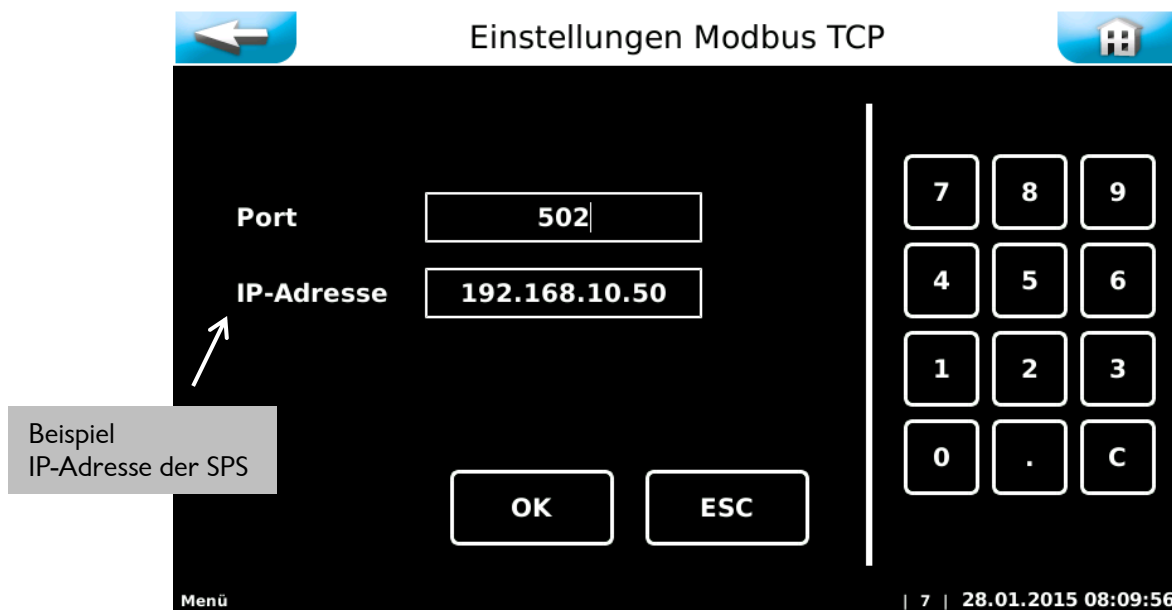 Einstellungen Modbus TCP
Port
502
IP-Adresse
192.168.10.50
7 8 9
4 5 6
1 2 3
0 . C
Beispiel
IP-Adresse der SPS
OK ESC
Menü
| 7 | 28.01.2015 08:09:56